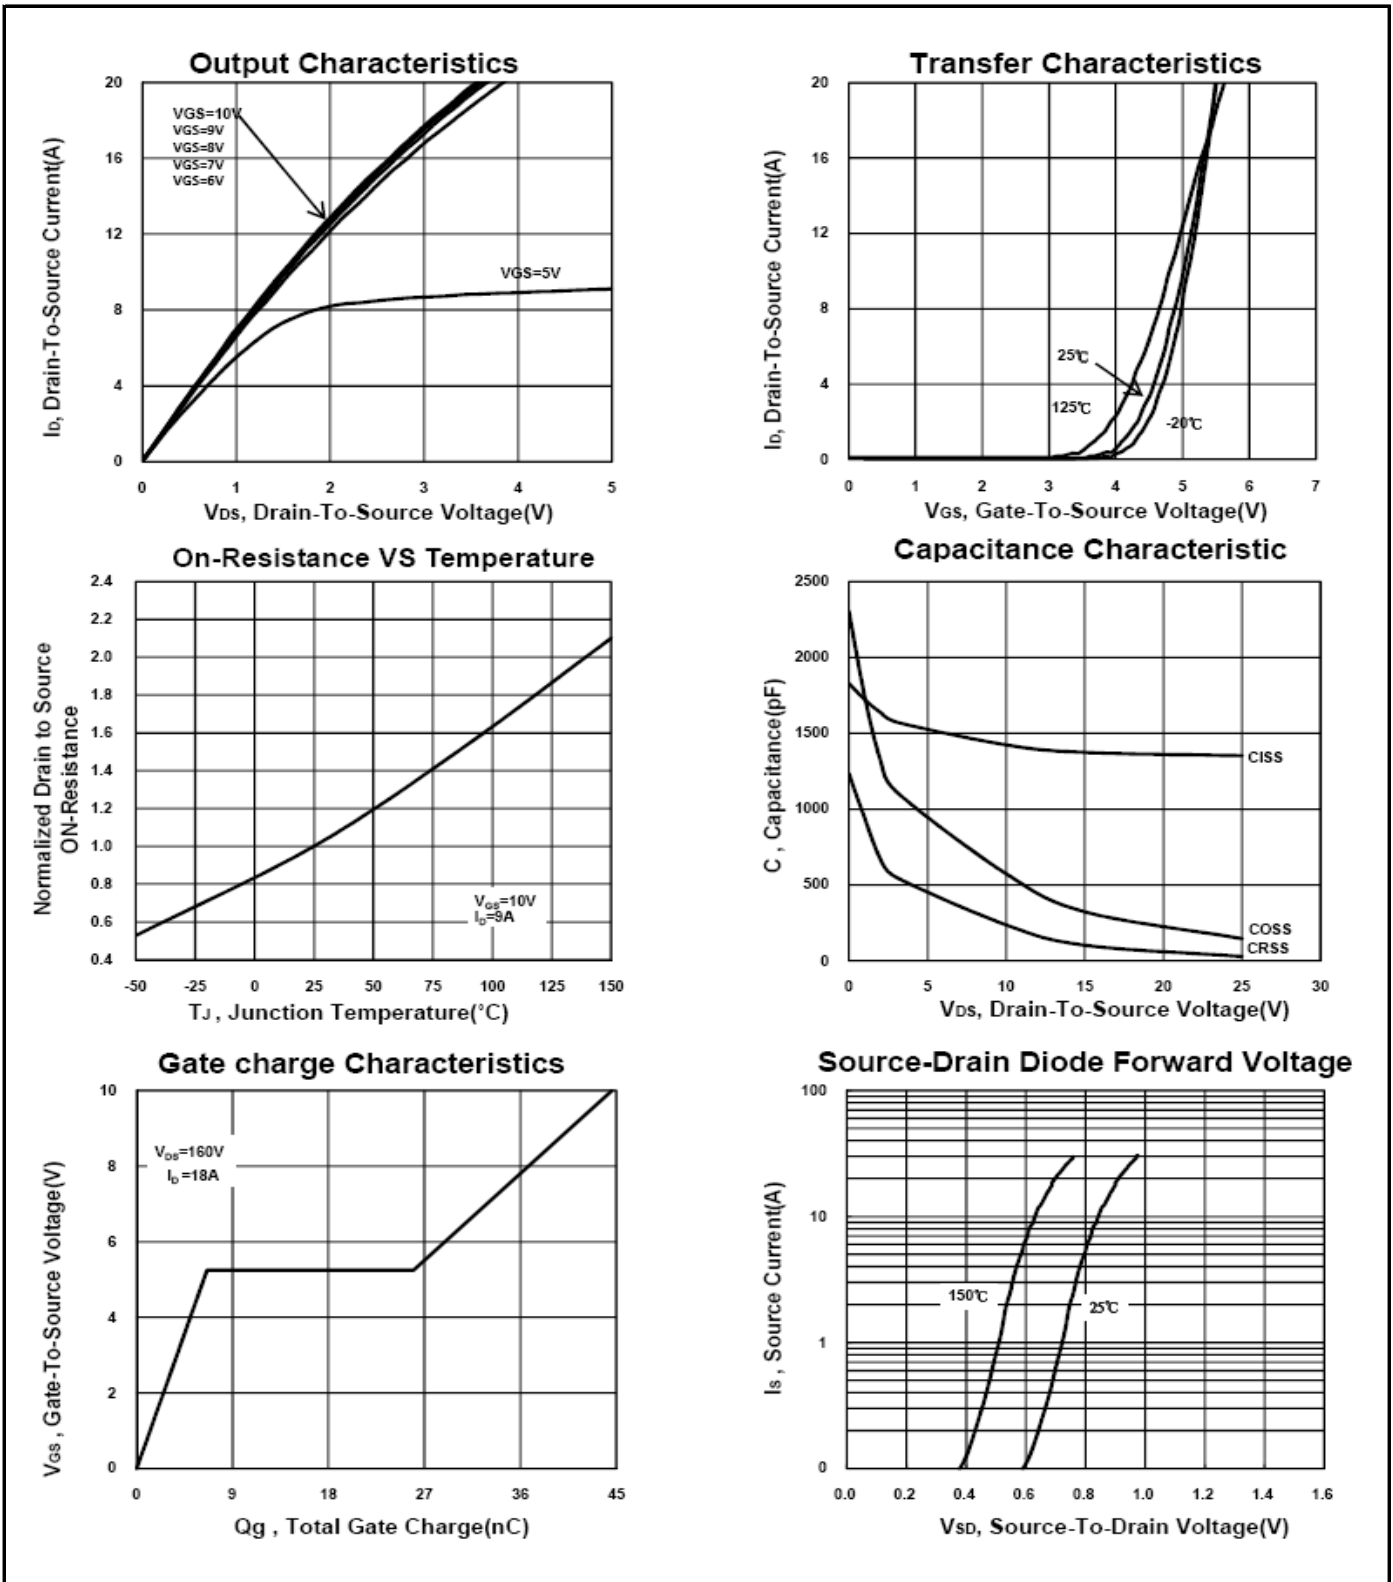 Output Characteristics
20
16
12
8
4
0
ID, Drain-To-Source Current(A)
VGS=10V
VGS=9V
VGS=8V
VGS=7V
VGS=6V
VGS=5V
0 1 2 3 4 5
VDS, Drain-To-Source Voltage(V)
Transfer Characteristics
20
16
12
8
4
0
ID, Drain-To-Source Current(A)
25℃
125℃
-20℃
0 1 2 3 4 5 6 7
VGS, Gate-To-Source Voltage(V)
On-Resistance VS Temperature
2.4
2.2
2.0
1.8
1.6
1.4
1.2
1.0
0.8
0.6
0.4
Normalized Drain to Source
ON-Resistance
VGS=10V
ID=9A
-50 -25 0 25 50 75 100 125 150
TJ , Junction Temperature(°C)
Capacitance Characteristic
2500
2000
1500
1000
500
0
C , Capacitance(pF)
CISS
COSS
CRSS
0 5 10 15 20 25 30
VDS, Drain-To-Source Voltage(V)
Gate charge Characteristics
10
8
6
4
2
0
VGS , Gate-To-Source Voltage(V)
VDS=160V
ID =18A
0 9 18 27 36 45
Qg , Total Gate Charge(nC)
Source-Drain Diode Forward Voltage
100
10
1
0
IS , Source Current(A)
150℃
25℃
0.0 0.2 0.4 0.6 0.8 1.0 1.2 1.4 1.6
VSD, Source-To-Drain Voltage(V)